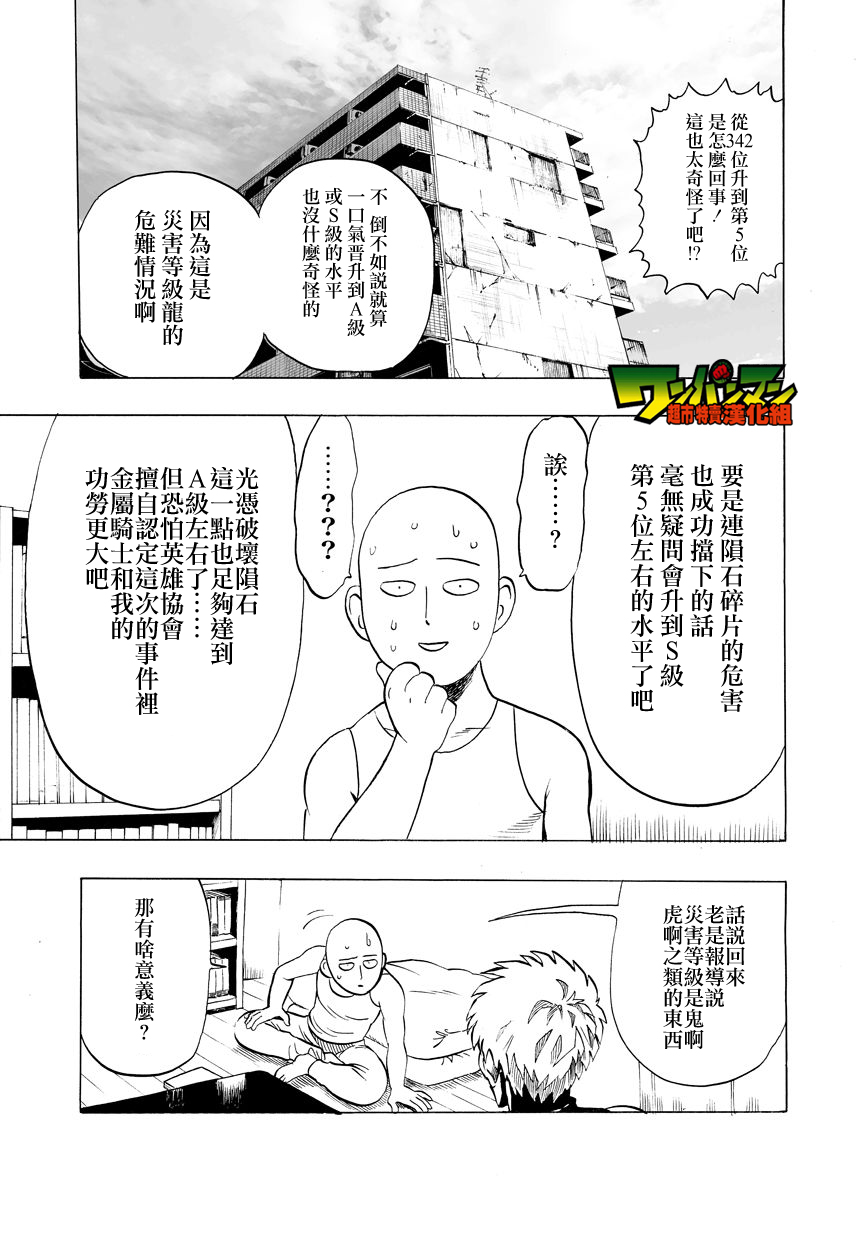 從342
位升到第5位
是怎麼回事！
這也太奇怪了吧!?
不 倒不如説就算
一口氣晋升到A級
或S級的水平
也沒什麼奇怪的
因為這是
災害等級龍的
危難情況啊
ワンパンマン
超市特賣漢化組
要是連隕石碎片的危害
也成功擋下的話
毫無疑問會升到S級
第5位左右的水平了吧
誒……？
……？？？
光憑破壞隕石
這一點也足夠達到
A級左右了……
但恐怕英雄協會
擅自認定這次的事件裡
金屬騎士和我的
功勞更大吧
話說回來
老是報導説
災害等級是鬼啊
虎啊之類的東西
那有啥意義麼？